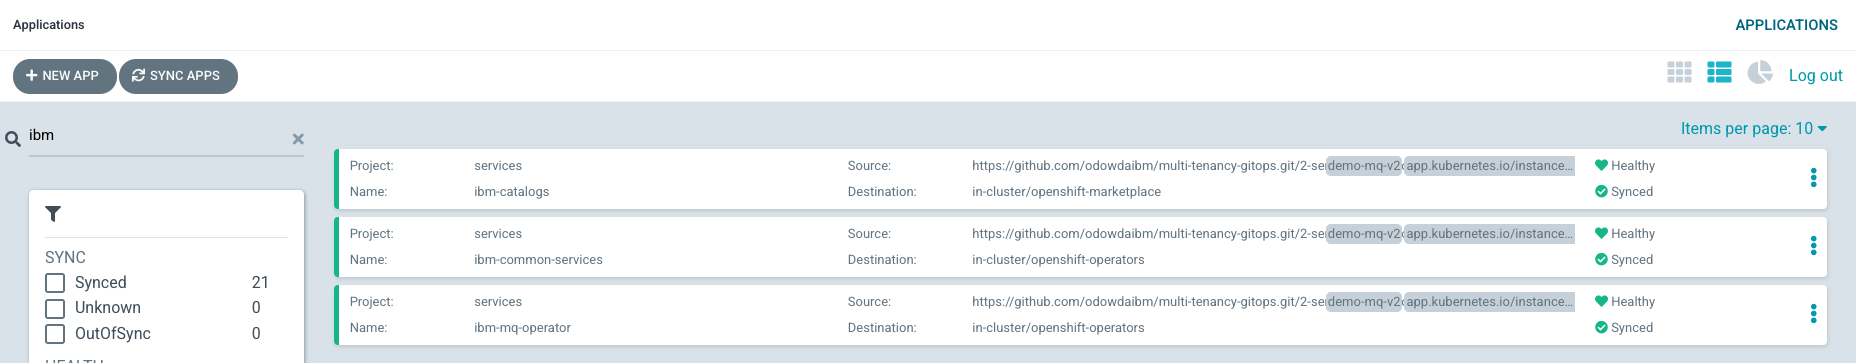 Applications
APPLICATIONS
NEW APP
SYNC APPS
Log out
ibm
Items per page: 10
SYNC
Synced 21
Unknown 0
OutOfSync 0
Project: services Source: https://github.com/odowdaibm/multi-tenancy-gitops.git/2-se demo-mq-v2 app.kubernetes.io/instance... Healthy
Name: ibm-catalogs Destination: in-cluster/openshift-marketplace Synced
Project: services Source: https://github.com/odowdaibm/multi-tenancy-gitops.git/2-se demo-mq-v2 app.kubernetes.io/instance... Healthy
Name: ibm-common-services Destination: in-cluster/openshift-operators Synced
Project: services Source: https://github.com/odowdaibm/multi-tenancy-gitops.git/2-se demo-mq-v2 app.kubernetes.io/instance... Healthy
Name: ibm-mq-operator Destination: in-cluster/openshift-operators Synced